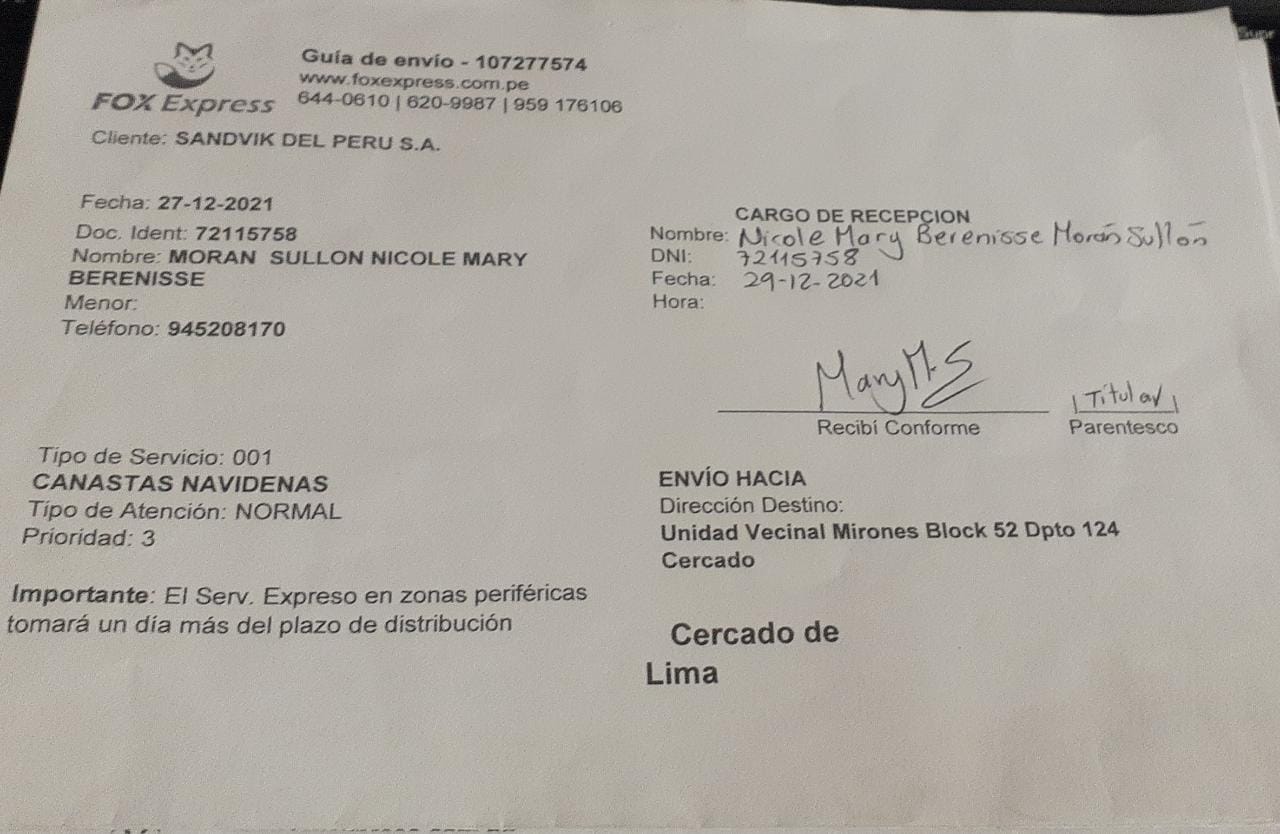 Guía de envío - 107277574
www.foxexpress.com.pe
FOX Express
644-0610 | 620-9987 | 959 176106
Cliente: SANDVIK DEL PERU S.A.
Fecha: 27-12-2021
Doc. Ident: 72115758
Nombre: MORAN SULLON NICOLE MARY
BERENISSE
Menor:
Teléfono: 945208170
CARGO DE RECEPCION
Nombre: Nicole Mary Berenisse Morán Sullón
DNI: 72115758
Fecha: 29-12-2021
Hora:
Mary M. S
Recibí Conforme
Titular
Parentesco
Tipo de Servicio: 001
CANASTAS NAVIDENAS
Tipo de Atención: NORMAL
Prioridad: 3
Importante: El Serv. Expreso en zonas periféricas
tomará un día más del plazo de distribución
ENVÍO HACIA
Dirección Destino:
Unidad Vecinal Mirones Block 52 Dpto 124
Cercado
Cercado de
Lima
Supr